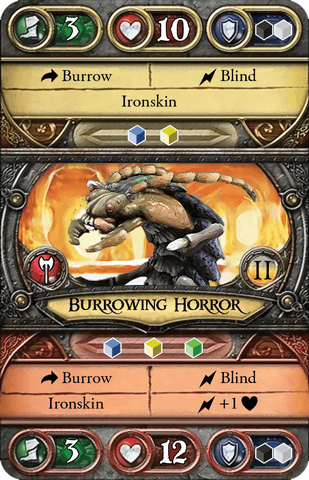 3 10
Burrow Blind
Ironskin
II
BURROWING HORROR
Burrow Blind
Ironskin +1
3 12